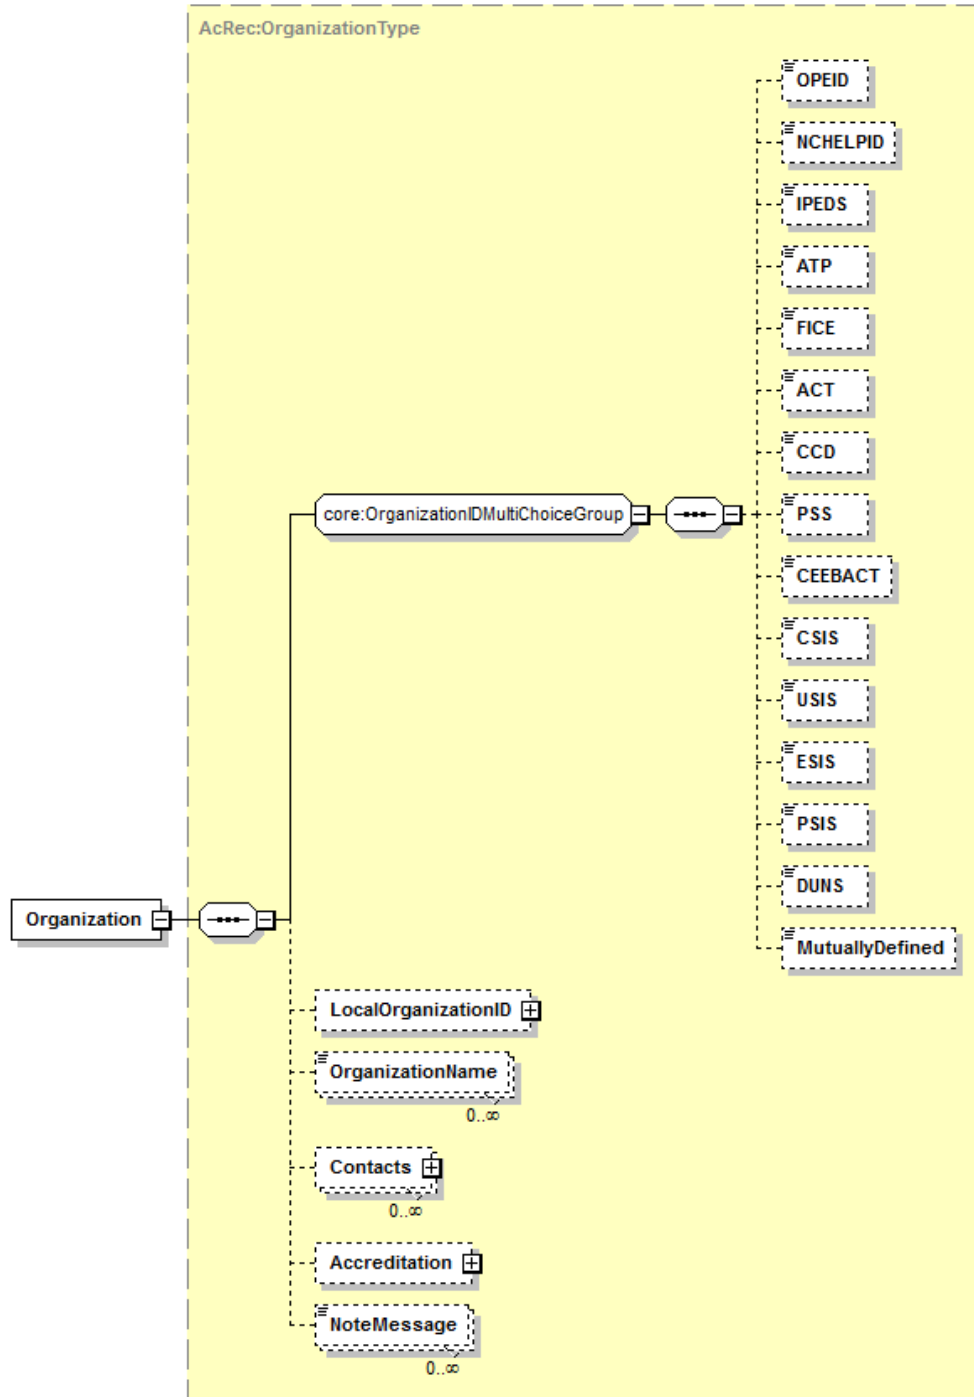 AcRec:OrganizationType
OPEID
NCHELPID
IPEDS
ATP
FICE
ACT
CCD
core:OrganizationIDMultiChoiceGroup
PSS
CEEBACT
CSIS
USIS
ESIS
PSIS
DUNS
Organization
MutuallyDefined
LocalOrganizationID
OrganizationName
0..∞
Contacts
0..∞
Accreditation
NoteMessage
0..∞